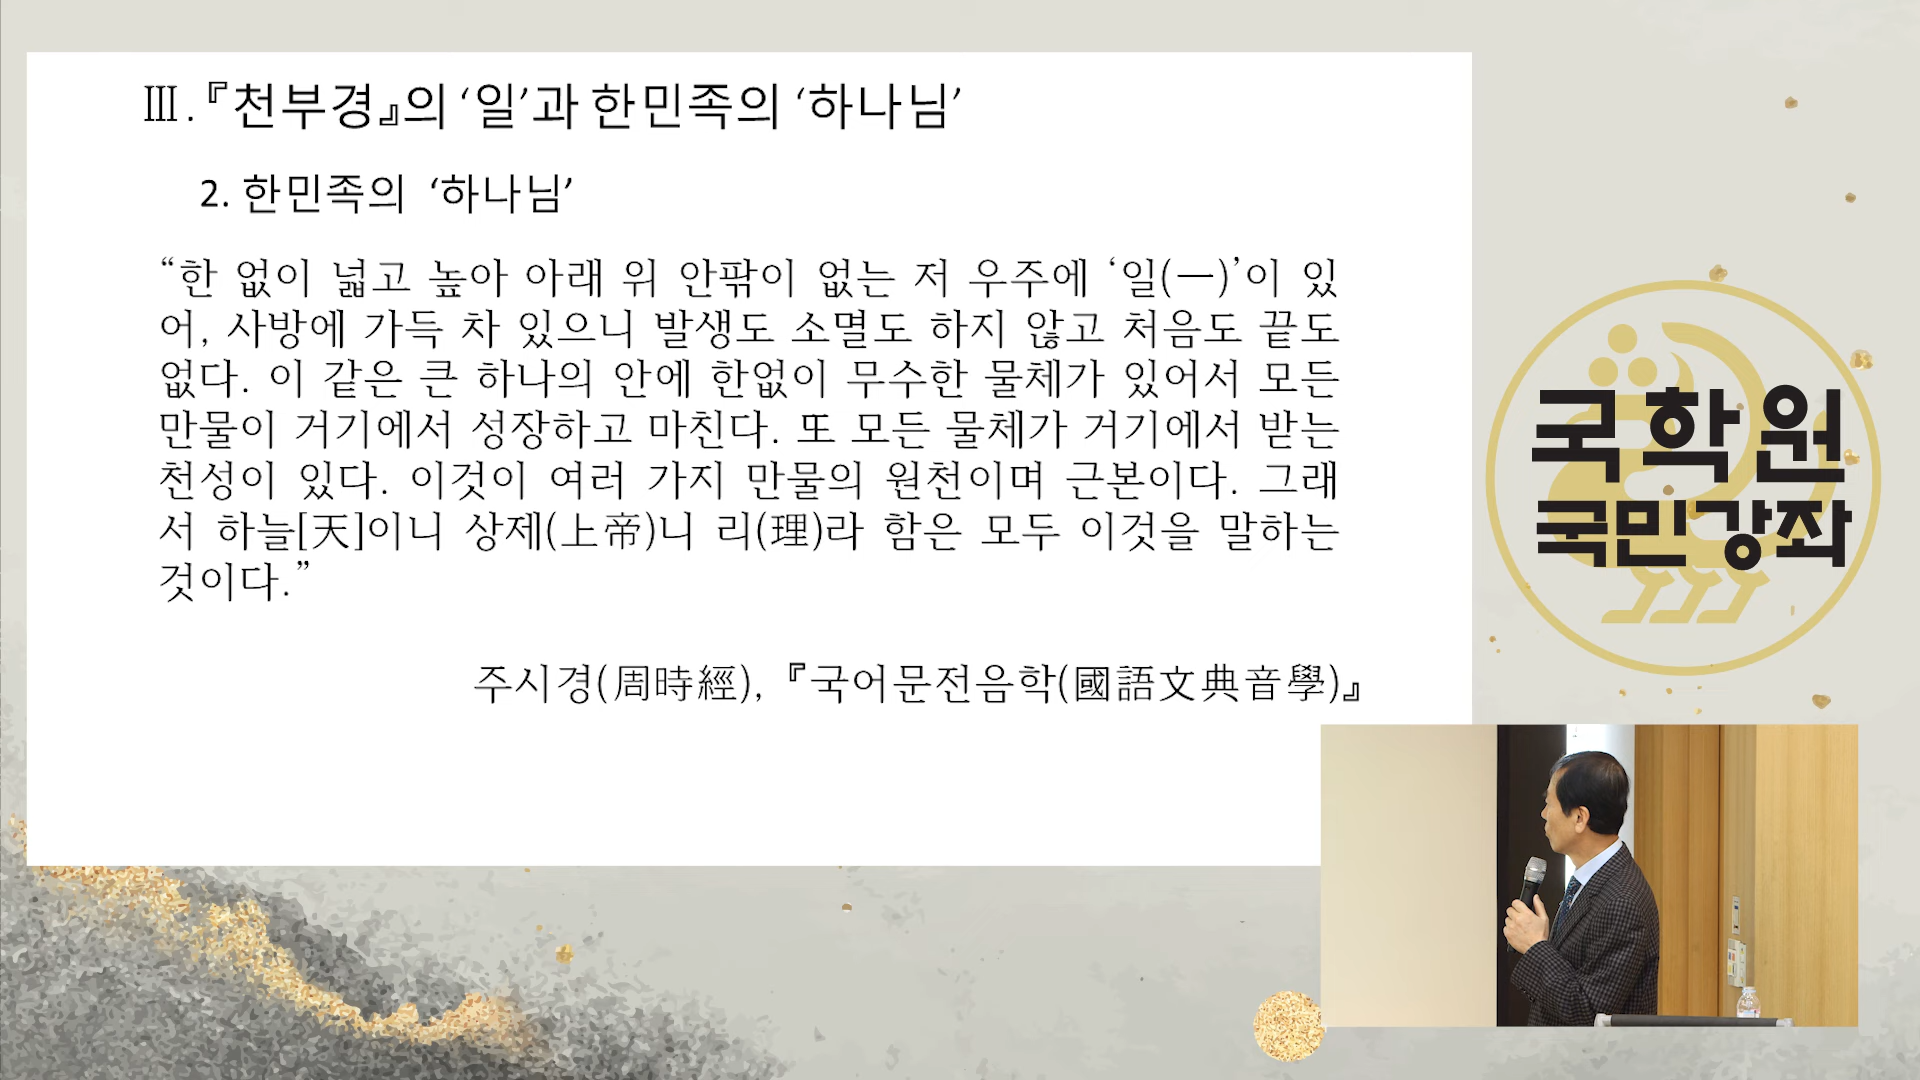 Ⅲ. 『천부경』의 ‘일’과 한민족의 ‘하나님’
2. 한민족의 ‘하나님’
“한 없이 넓고 높아 아래 위 안팎이 없는 저 우주에 ‘일(一)’이 있
어, 사방에 가득 차 있으니 발생도 소멸도 하지 않고 처음도 끝도
없다. 이 같은 큰 하나의 안에 한없이 무수한 물체가 있어서 모든
만물이 거기에서 성장하고 마친다. 또 모든 물체가 거기에서 받는
천성이 있다. 이것이 여러 가지 만물의 원천이며 근본이다. 그래
서 하늘[天]이니 상제(上帝)니 리(理)라 함은 모두 이것을 말하는
것이다.”
주시경(周時經), 『국어문전음학(國語文典音學)』
국학원
국민강좌